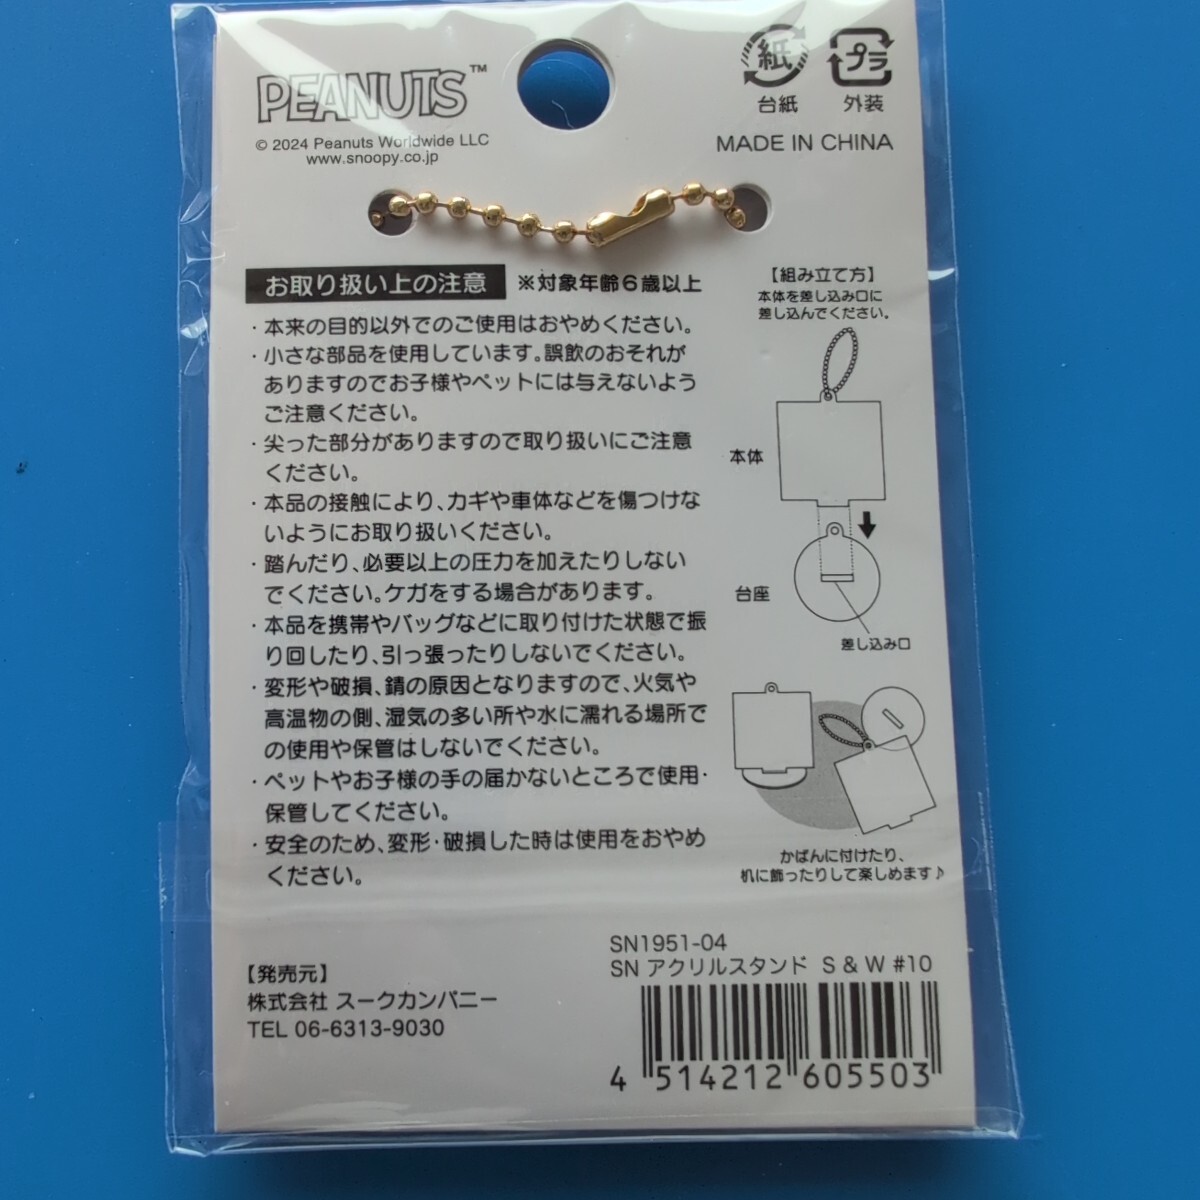 PEANUTS™
© 2024 Peanuts Worldwide LLC
www.snoopy.co.jp
紙
台紙
プラ
外装
MADE IN CHINA
お取り扱い上の注意 ※対象年齢6歳以上
・本来の目的以外でのご使用はおやめください。
・小さな部品を使用しています。誤飲のおそれが
ありますのでお子様やペットには与えないよう
ご注意ください。
・尖った部分がありますので取り扱いにご注意
ください。
・本品の接触により、カギや車体などを傷つけな
いようにお取り扱いください。
・踏んだり、必要以上の圧力を加えたりしない
でください。ケガをする場合があります。
・本品を携帯やバッグなどに取り付けた状態で振
り回したり、引っ張ったりしないでください。
・変形や破損、錆の原因となりますので、火気や
高温物の側、湿気の多い所や水に濡れる場所で
の使用や保管はしないでください。
・ペットやお子様の手の届かないところで使用・
保管してください。
・安全のため、変形・破損した時は使用をおやめ
ください。
【組み立て方】
本体を差し込み口に
差し込んでください。
本体
台座
差し込み口
かばんに付けたり、
机に飾ったりして楽しめます♪
【発売元】
株式会社 スークカンパニー
TEL 06-6313-9030
SN1951-04
SN アクリルスタンド S & W #10
4 514212 605503